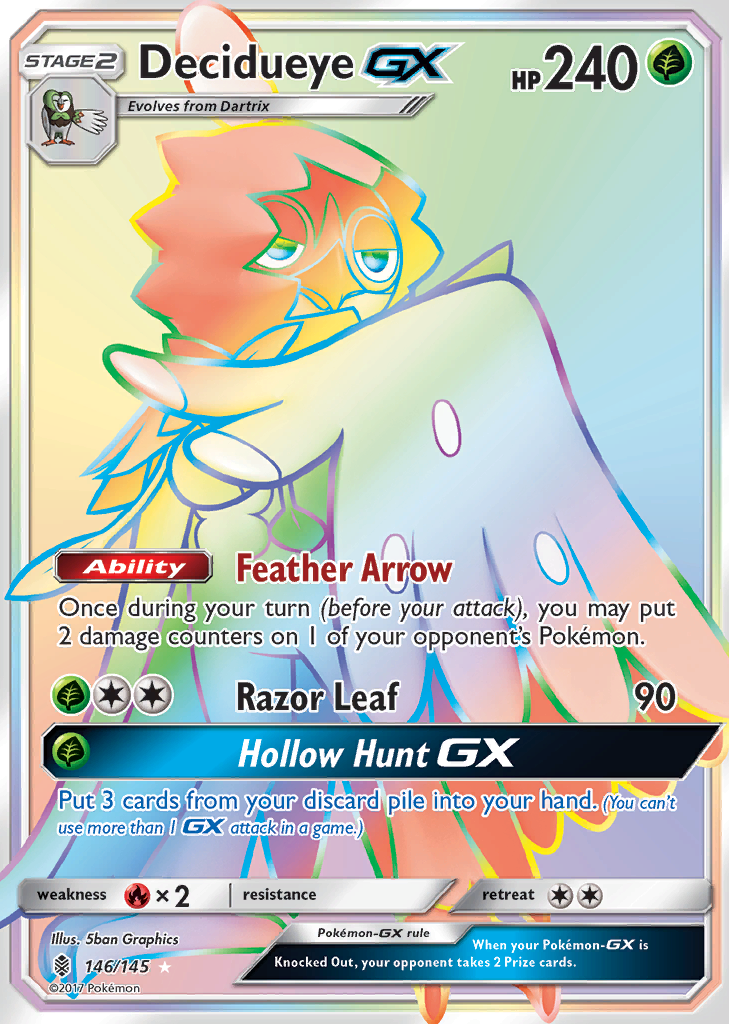 STAGE 2 Decidueye GX HP 240
Evolves from Dartrix
Ability Feather Arrow
Once during your turn (before your attack), you may put
2 damage counters on 1 of your opponent's Pokémon.
Razor Leaf 90
Hollow Hunt GX
Put 3 cards from your discard pile into your hand. (You can't
use more than 1 GX attack in a game.)
weakness ×2 resistance retreat
Illus. 5ban Graphics
Pokémon-GX rule
When your Pokémon-GX is
Knocked Out, your opponent takes 2 Prize cards.
146/145
©2017 Pokémon